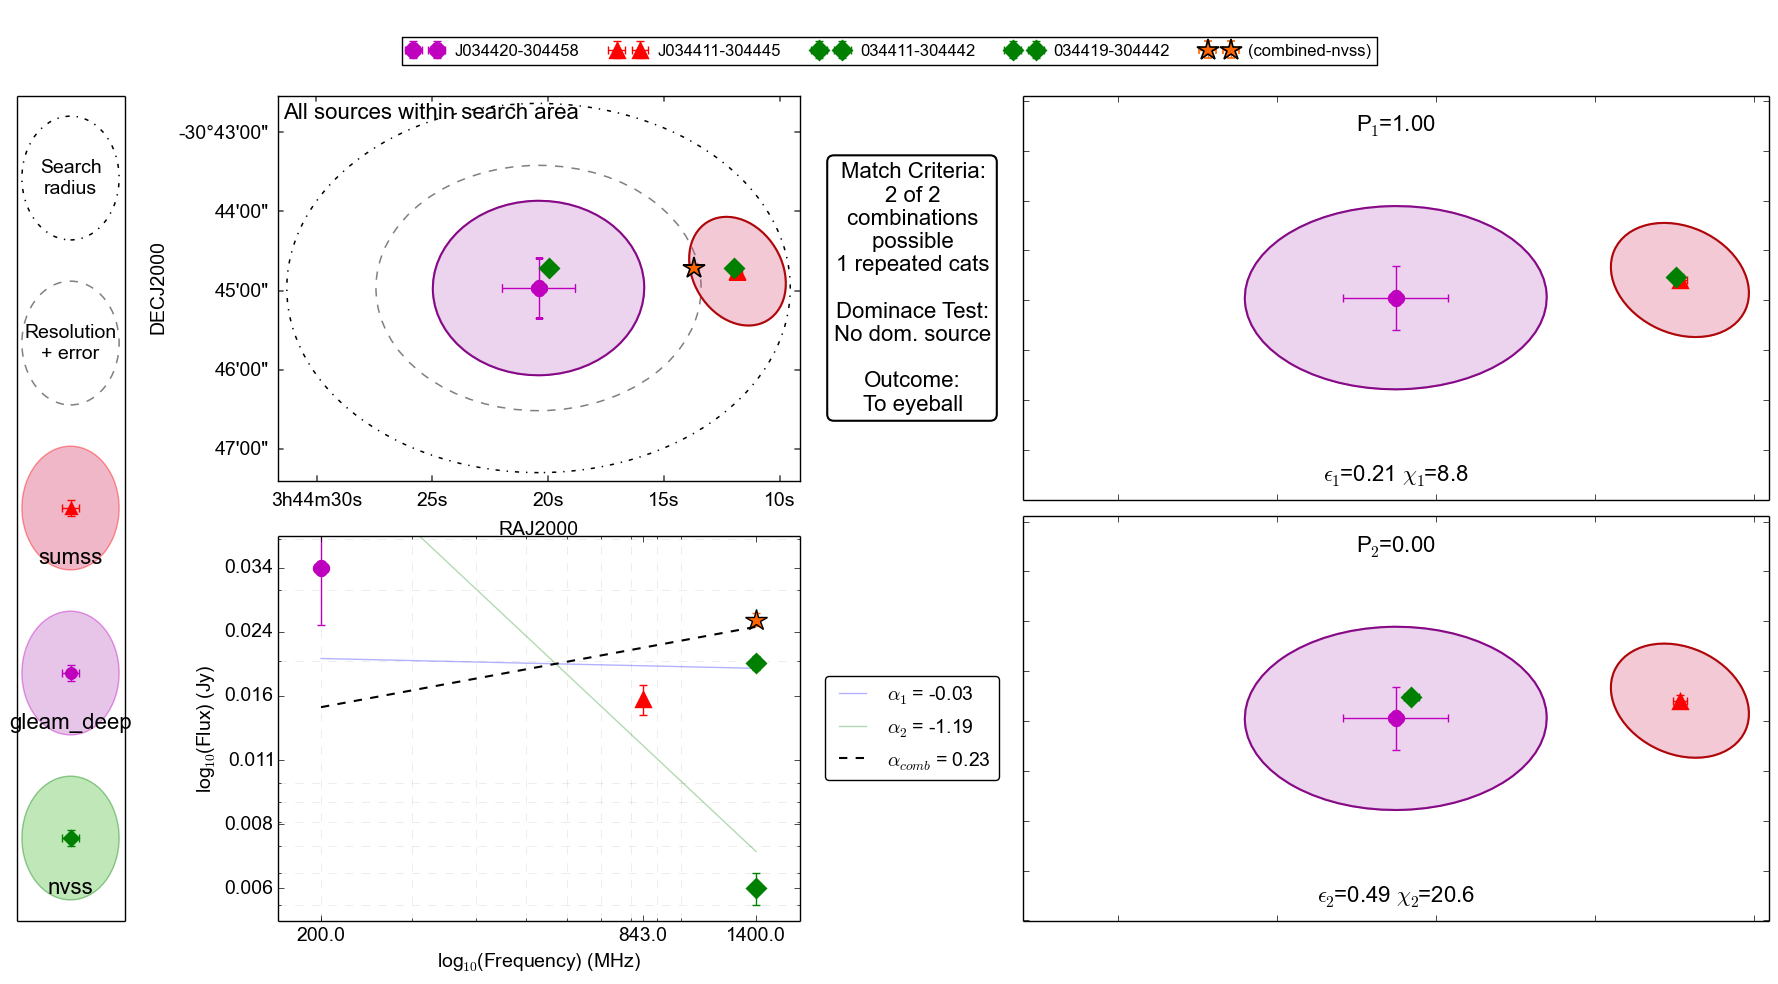 J034420-304458 J034411-304445 034411-304442 034419-304442 (combined-nvss)
Search
radius
Resolution
+ error
sumss
gleam_deep
nvss
All sources within search area
DECJ2000
-30°43'00"
44'00"
45'00"
46'00"
47'00"
3h44m30s 25s 20s 15s 10s
RAJ2000
Match Criteria:
2 of 2
combinations
possible
1 repeated cats
Dominace Test:
No dom. source
Outcome:
To eyeball
P₁=1.00
ϵ₁=0.21 χ₁=8.8
P₂=0.00
ϵ₂=0.49 χ₂=20.6
log₁₀(Flux) (Jy)
0.034
0.024
0.016
0.011
0.008
0.006
200.0 843.0 1400.0
log₁₀(Frequency) (MHz)
α₁ = -0.03
α₂ = -1.19
α_comb = 0.23